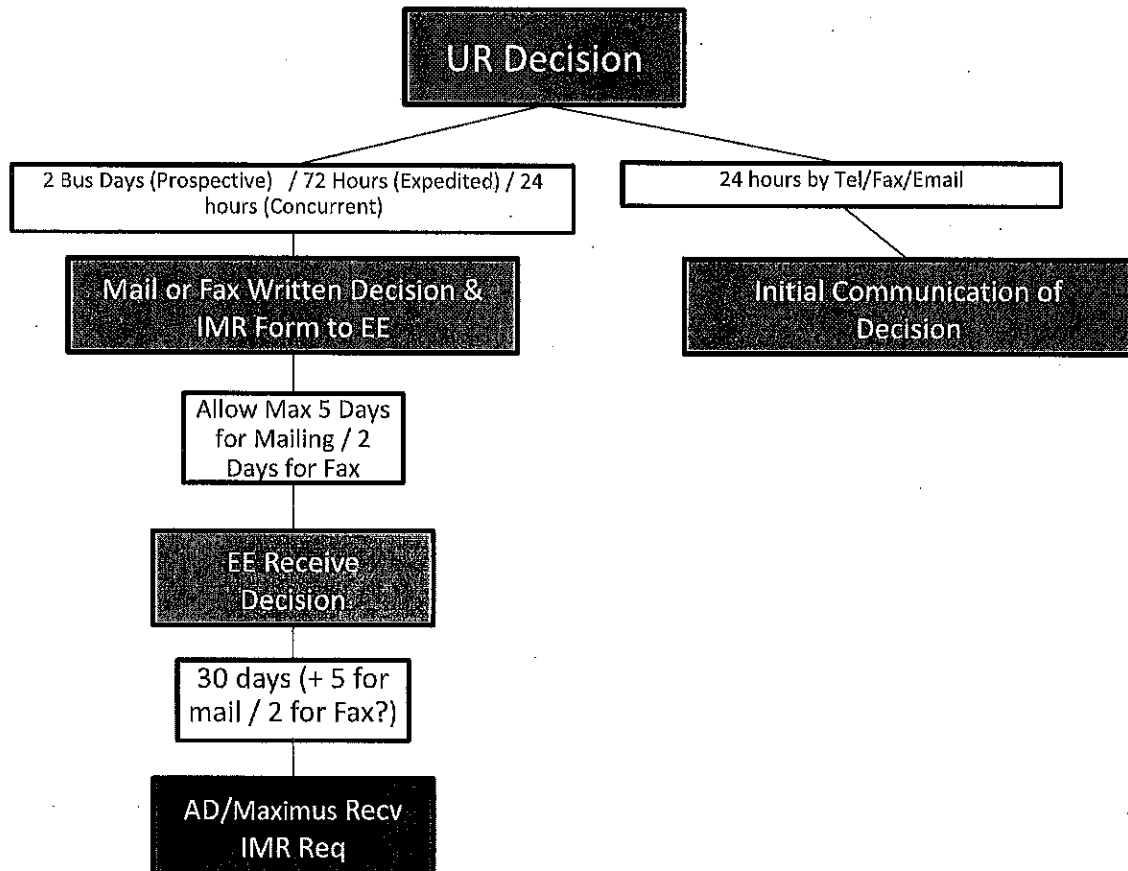 UR Decision
2 Bus Days (Prospective) / 72 Hours (Expedited) / 24
hours (Concurrent)
24 hours by Tel/Fax/Email
Mail or Fax Written Decision &
IMR Form to EE
Initial Communication of
Decision
Allow Max 5 Days
for Mailing / 2
Days for Fax
EE Receive
Decision
30 days (+ 5 for
mail / 2 for Fax?)
AD/Maximus Recv
IMR Req